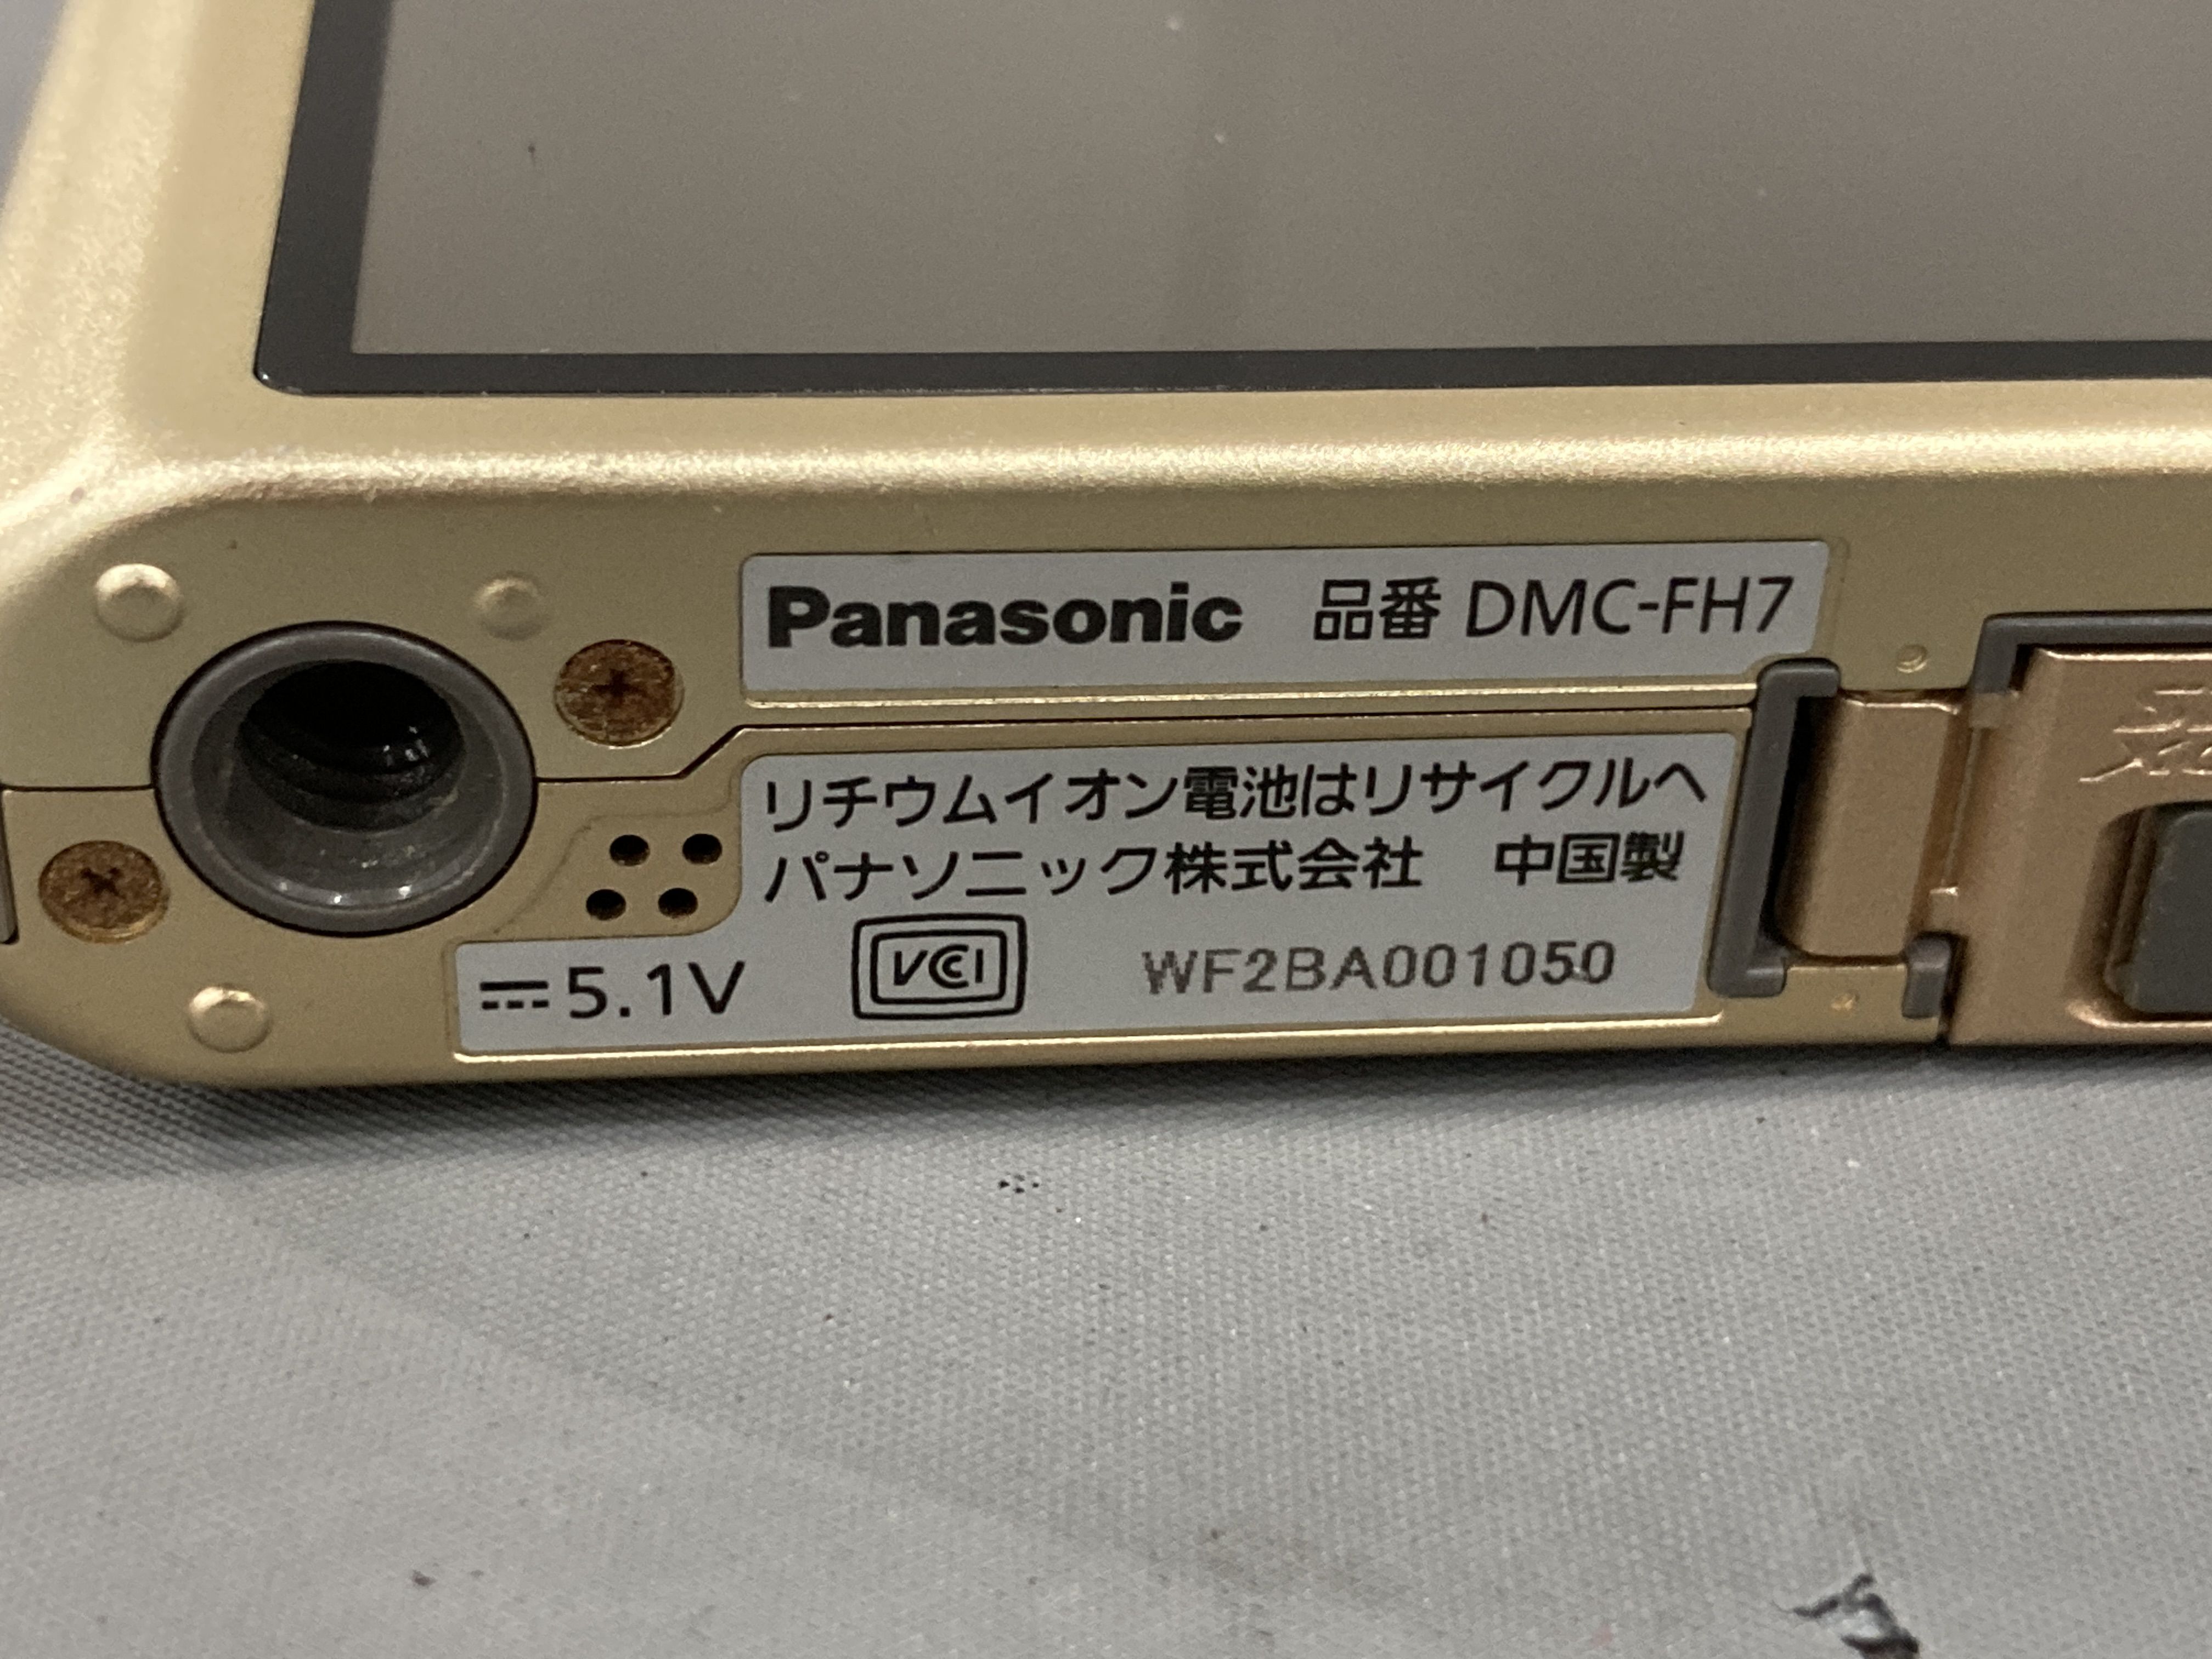 Panasonic 品番 DMC-FH7
リチウムイオン電池はリサイクルへ
パナソニック株式会社 中国製
5.1V VCCI WF2BA001050